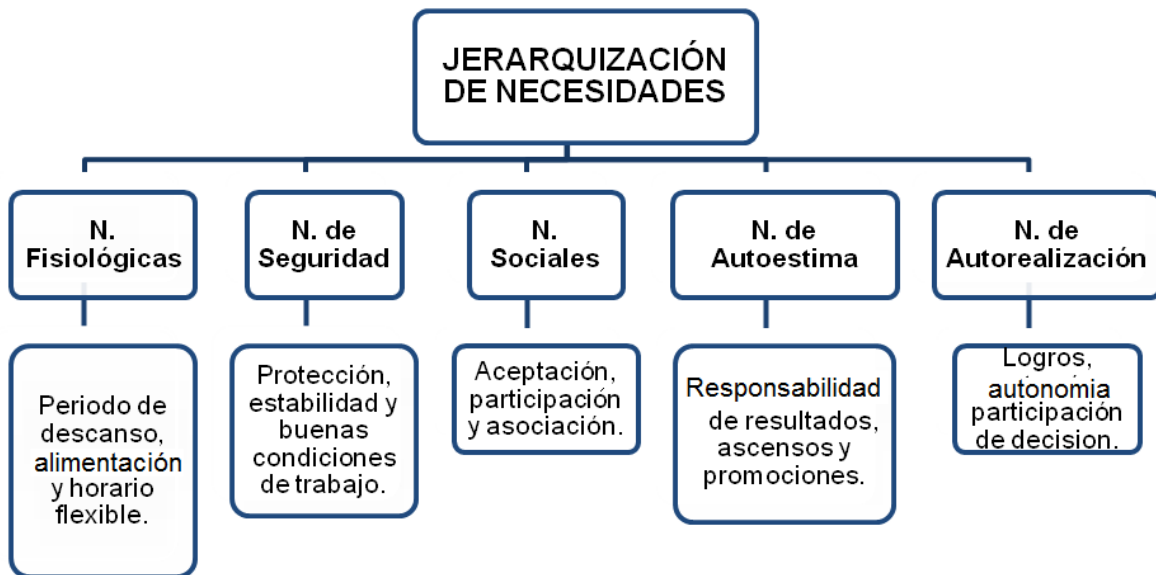 JERARQUIZACIÓN
DE NECESIDADES
N.
Fisiológicas
N. de
Seguridad
N.
Sociales
N. de
Autoestima
N. de
Autorealización
Periodo de
descanso,
alimentación
y horario
flexible.
Protección,
estabilidad y
buenas
condiciones
de trabajo.
Aceptación,
participación
y asociación.
Responsabilidad
de resultados,
ascensos y
promociones.
Logros,
autonomia
participación
de decision.